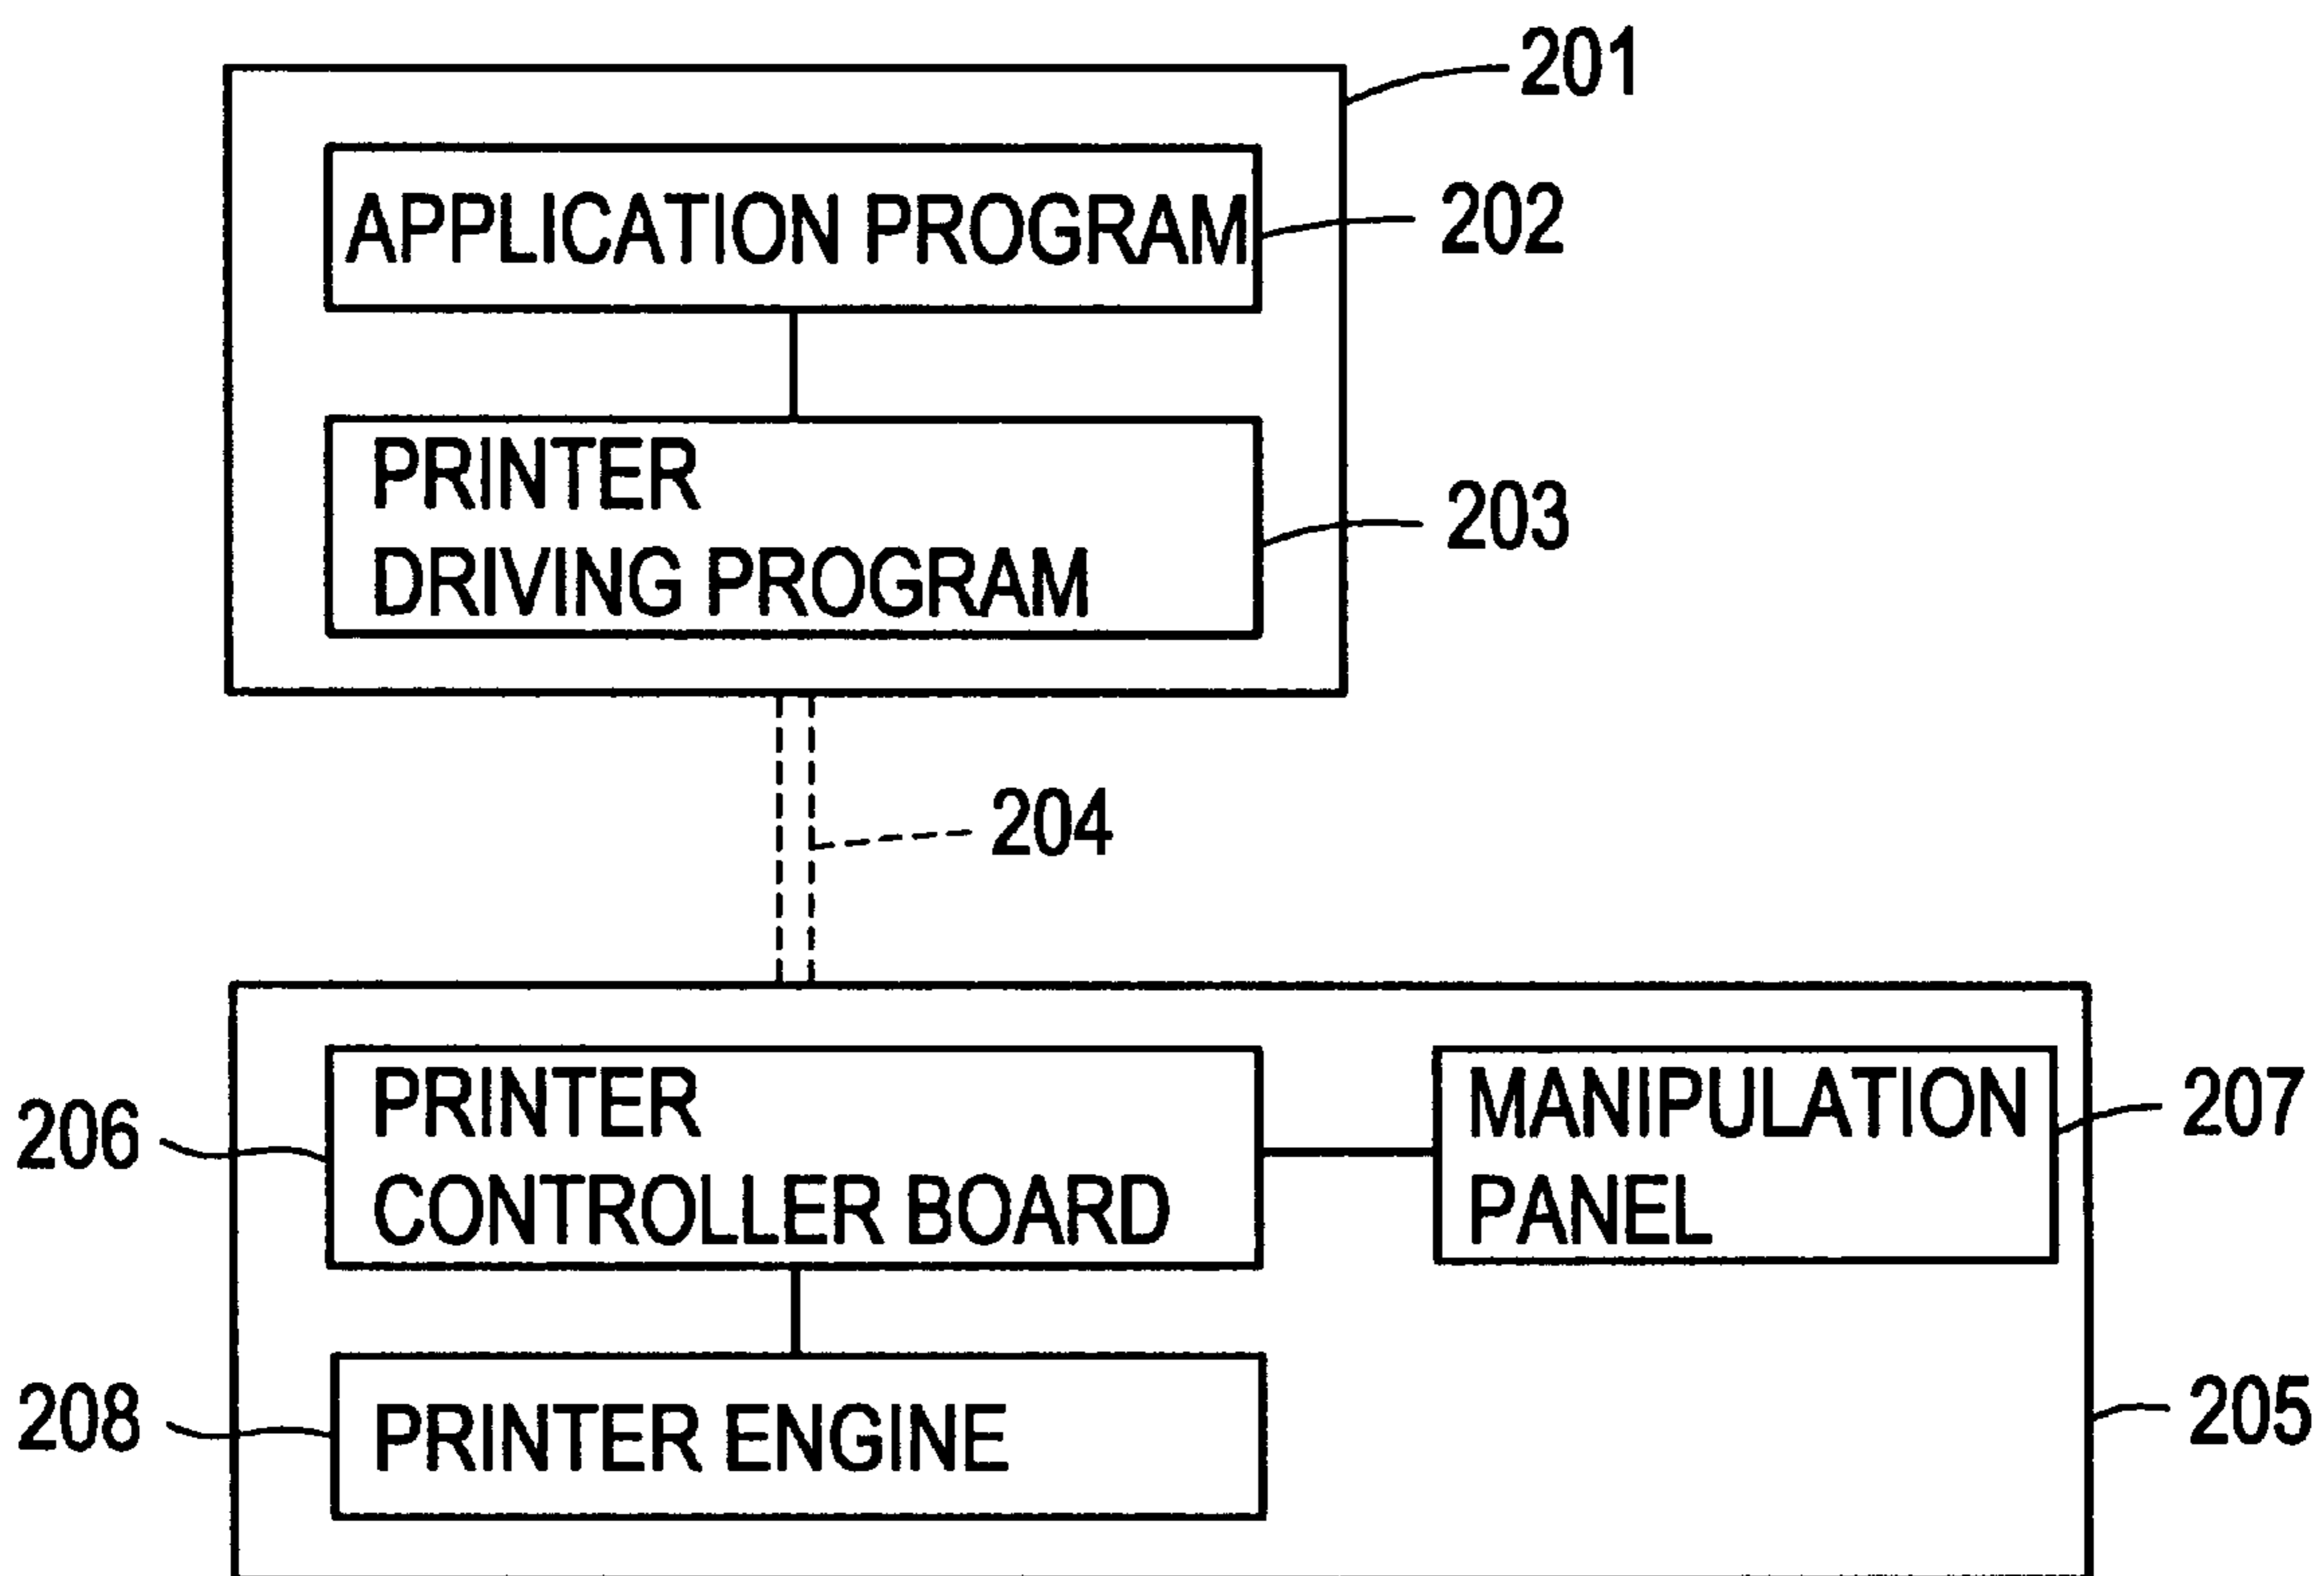 201
APPLICATION PROGRAM
202
PRINTER
DRIVING PROGRAM
203
204
PRINTER
CONTROLLER BOARD
206
MANIPULATION
PANEL
207
PRINTER ENGINE
208
205